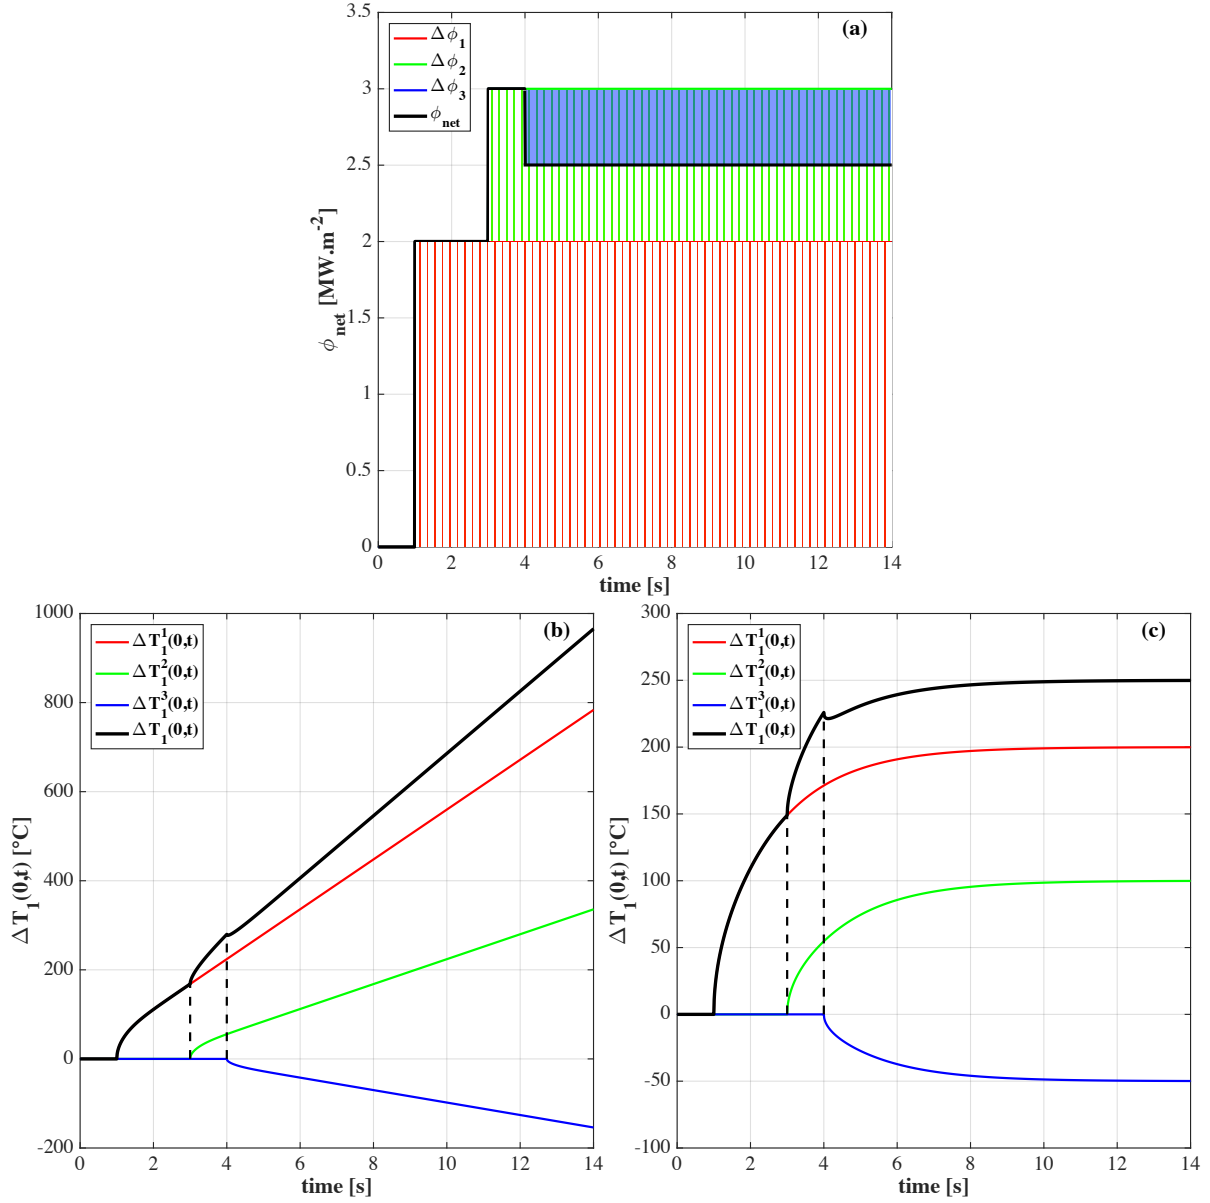 3.5
(a)
Δϕ1
Δϕ2
Δϕ3
ϕnet
3
2.5
2
1.5
1
0.5
0
ϕnet [MW.m-2]
0 2 4 6 8 10 12 14
time [s]
1000
(b)
ΔT11(0,t)
ΔT12(0,t)
ΔT13(0,t)
ΔT1(0,t)
800
600
400
200
0
-200
ΔT1(0,t) [°C]
0 2 4 6 8 10 12 14
time [s]
300
(c)
ΔT11(0,t)
ΔT12(0,t)
ΔT13(0,t)
ΔT1(0,t)
250
200
150
100
50
0
-50
-100
ΔT1(0,t) [°C]
0 2 4 6 8 10 12 14
time [s]